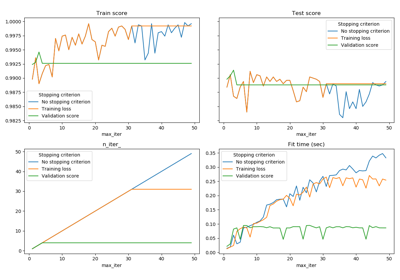 Train score
1.0000
0.9975
0.9950
0.9925
0.9900
0.9875
0.9850
0.9825
Stopping criterion
No stopping criterion
Training loss
Validation score
0 10 20 30 40 50
max_iter
Test score
Stopping criterion
No stopping criterion
Training loss
Validation score
0 10 20 30 40 50
max_iter
n_iter_
50
40
30
20
10
0
Stopping criterion
No stopping criterion
Training loss
Validation score
0 10 20 30 40 50
max_iter
Fit time (sec)
0.35
0.30
0.25
0.20
0.15
0.10
0.05
0.00
Stopping criterion
No stopping criterion
Training loss
Validation score
0 10 20 30 40 50
max_iter